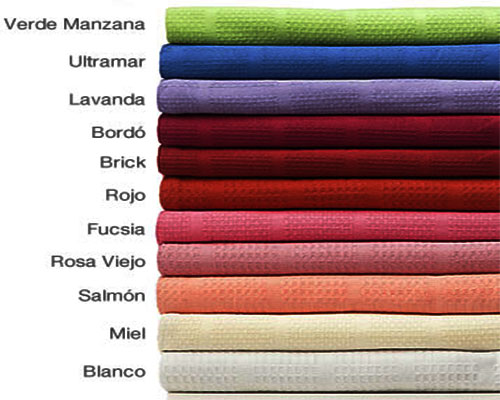 Verde Manzana
Ultramar
Lavanda
Bordó
Brick
Rojo
Fucsia
Rosa Viejo
Salmón
Miel
Blanco